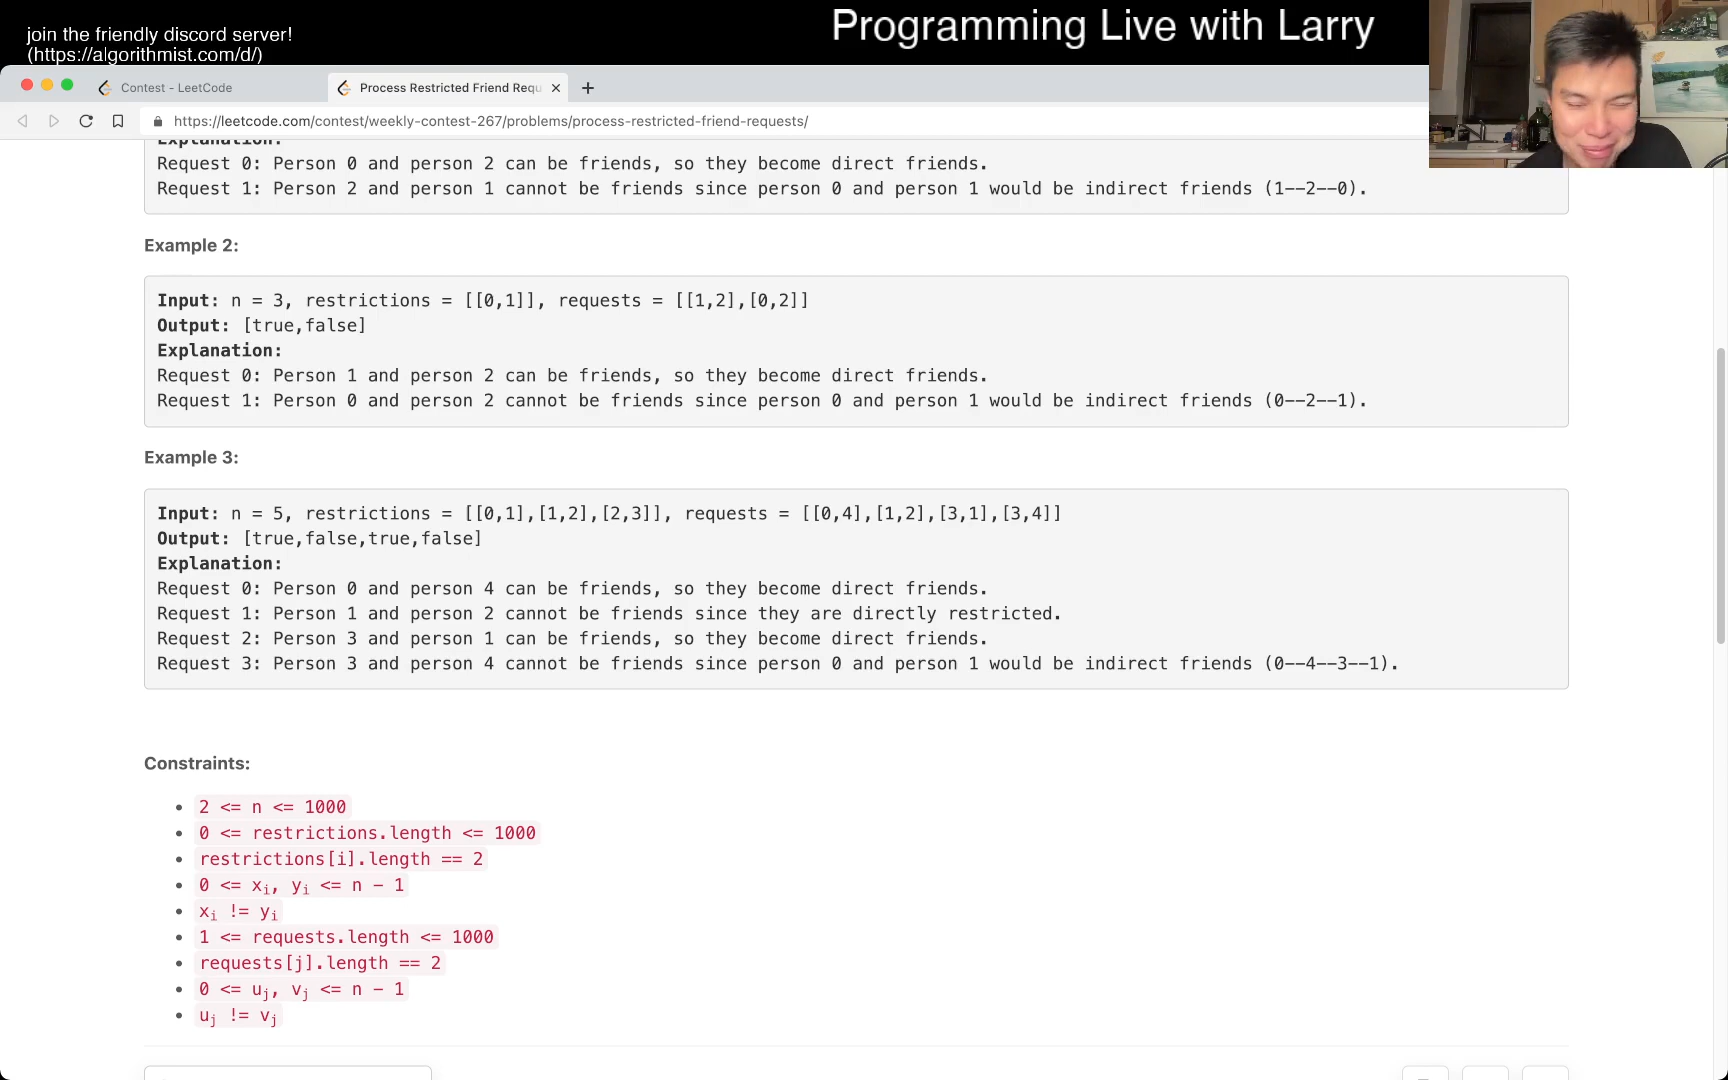 join the friendly discord server!
(https://algorithmist.com/d/)
Programming Live with Larry
Contest - LeetCode
Process Restricted Friend Requ
https://leetcode.com/contest/weekly-contest-267/problems/process-restricted-friend-requests/
Explanation:
Request 0: Person 0 and person 2 can be friends, so they become direct friends.
Request 1: Person 2 and person 1 cannot be friends since person 0 and person 1 would be indirect friends (1--2--0).
Example 2:
Input: n = 3, restrictions = [[0,1]], requests = [[1,2],[0,2]]
Output: [true,false]
Explanation:
Request 0: Person 1 and person 2 can be friends, so they become direct friends.
Request 1: Person 0 and person 2 cannot be friends since person 0 and person 1 would be indirect friends (0--2--1).
Example 3:
Input: n = 5, restrictions = [[0,1],[1,2],[2,3]], requests = [[0,4],[1,2],[3,1],[3,4]]
Output: [true,false,true,false]
Explanation:
Request 0: Person 0 and person 4 can be friends, so they become direct friends.
Request 1: Person 1 and person 2 cannot be friends since they are directly restricted.
Request 2: Person 3 and person 1 can be friends, so they become direct friends.
Request 3: Person 3 and person 4 cannot be friends since person 0 and person 1 would be indirect friends (0--4--3--1).
Constraints:
2 <= n <= 1000
0 <= restrictions.length <= 1000
restrictions[i].length == 2
0 <= xi, yi <= n - 1
xi != yi
1 <= requests.length <= 1000
requests[j].length == 2
0 <= uj, vj <= n - 1
uj != vj